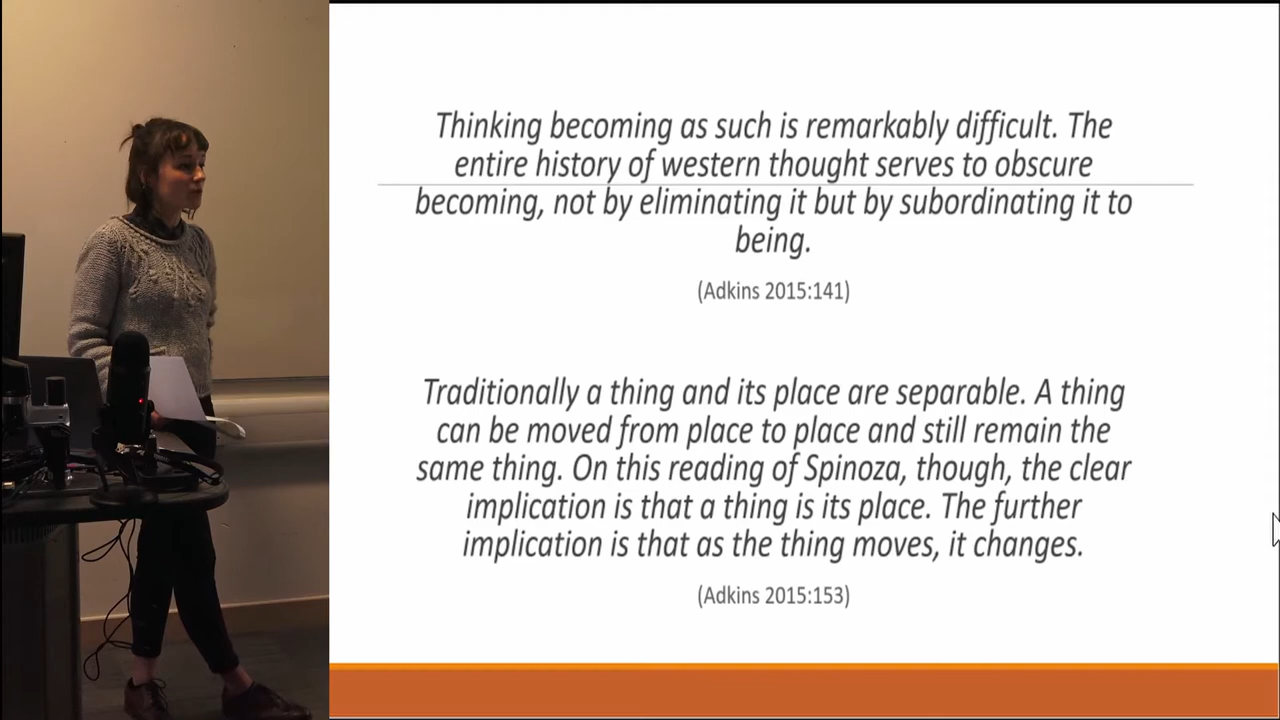 Thinking becoming as such is remarkably difficult. The
entire history of western thought serves to obscure
becoming, not by eliminating it but by subordinating it to
being.
(Adkins 2015:141)
Traditionally a thing and its place are separable. A thing
can be moved from place to place and still remain the
same thing. On this reading of Spinoza, though, the clear
implication is that a thing is its place. The further
implication is that as the thing moves, it changes.
(Adkins 2015:153)